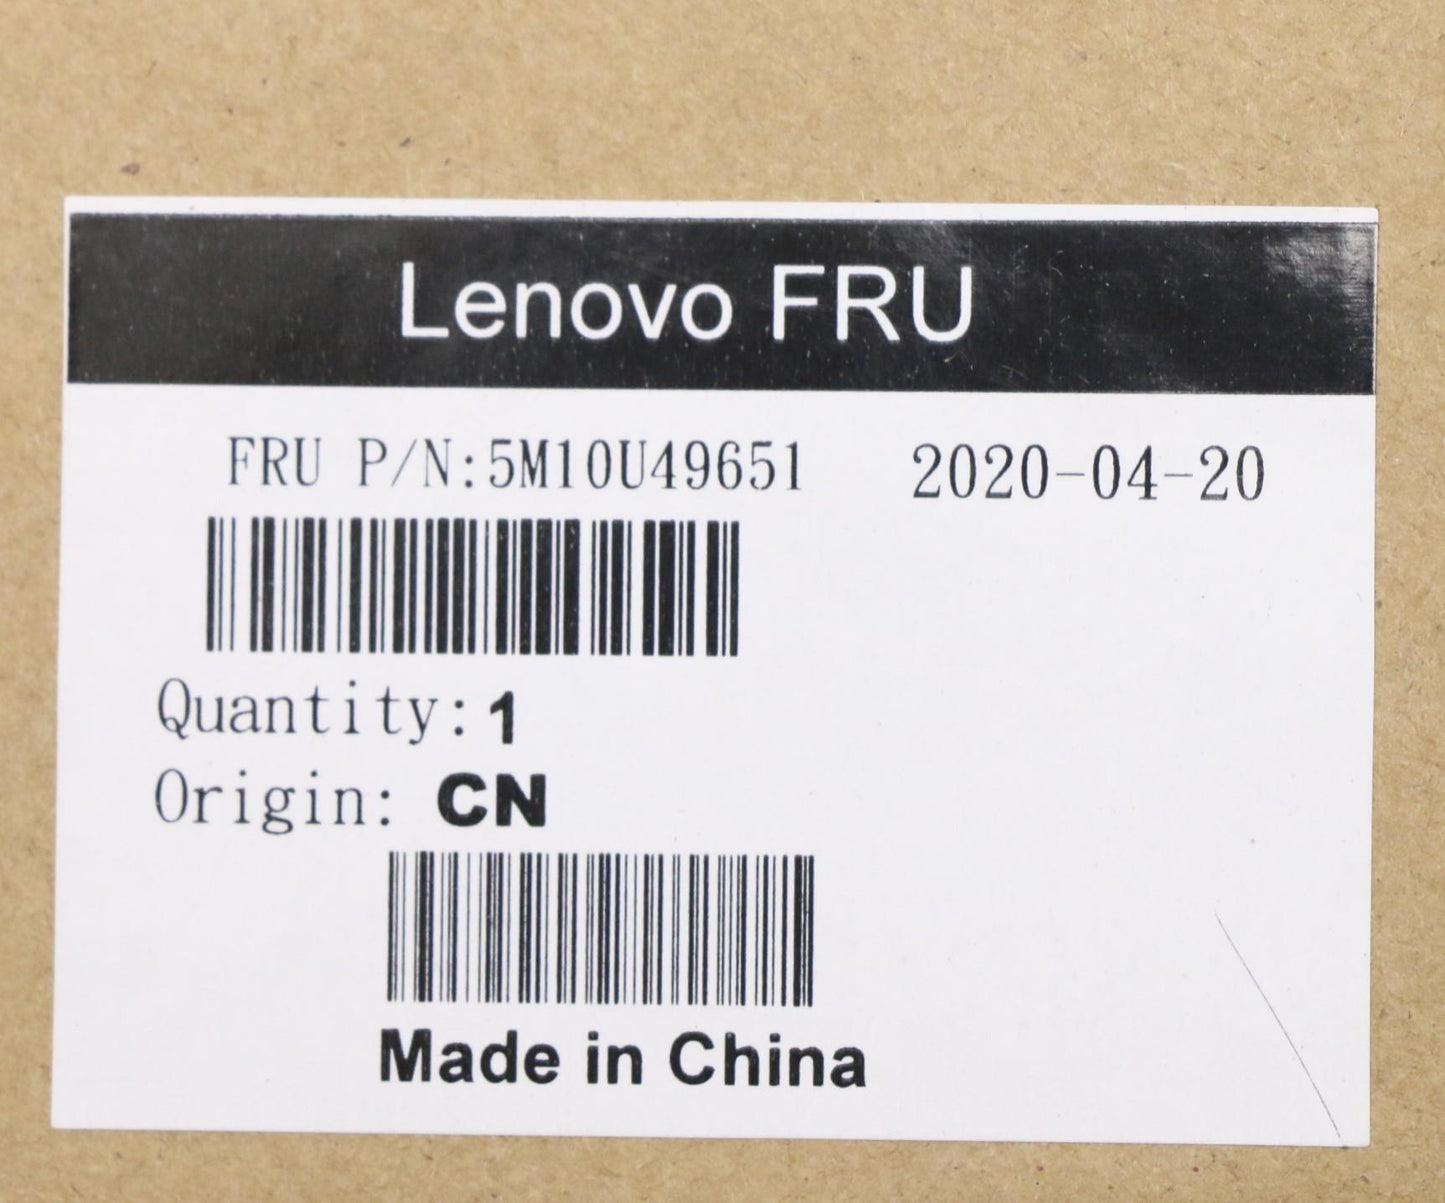 Lenovo FRU
FRU P/N:5M10U49651 2020-04-20
Quantity: 1
Origin: CN
Made in China